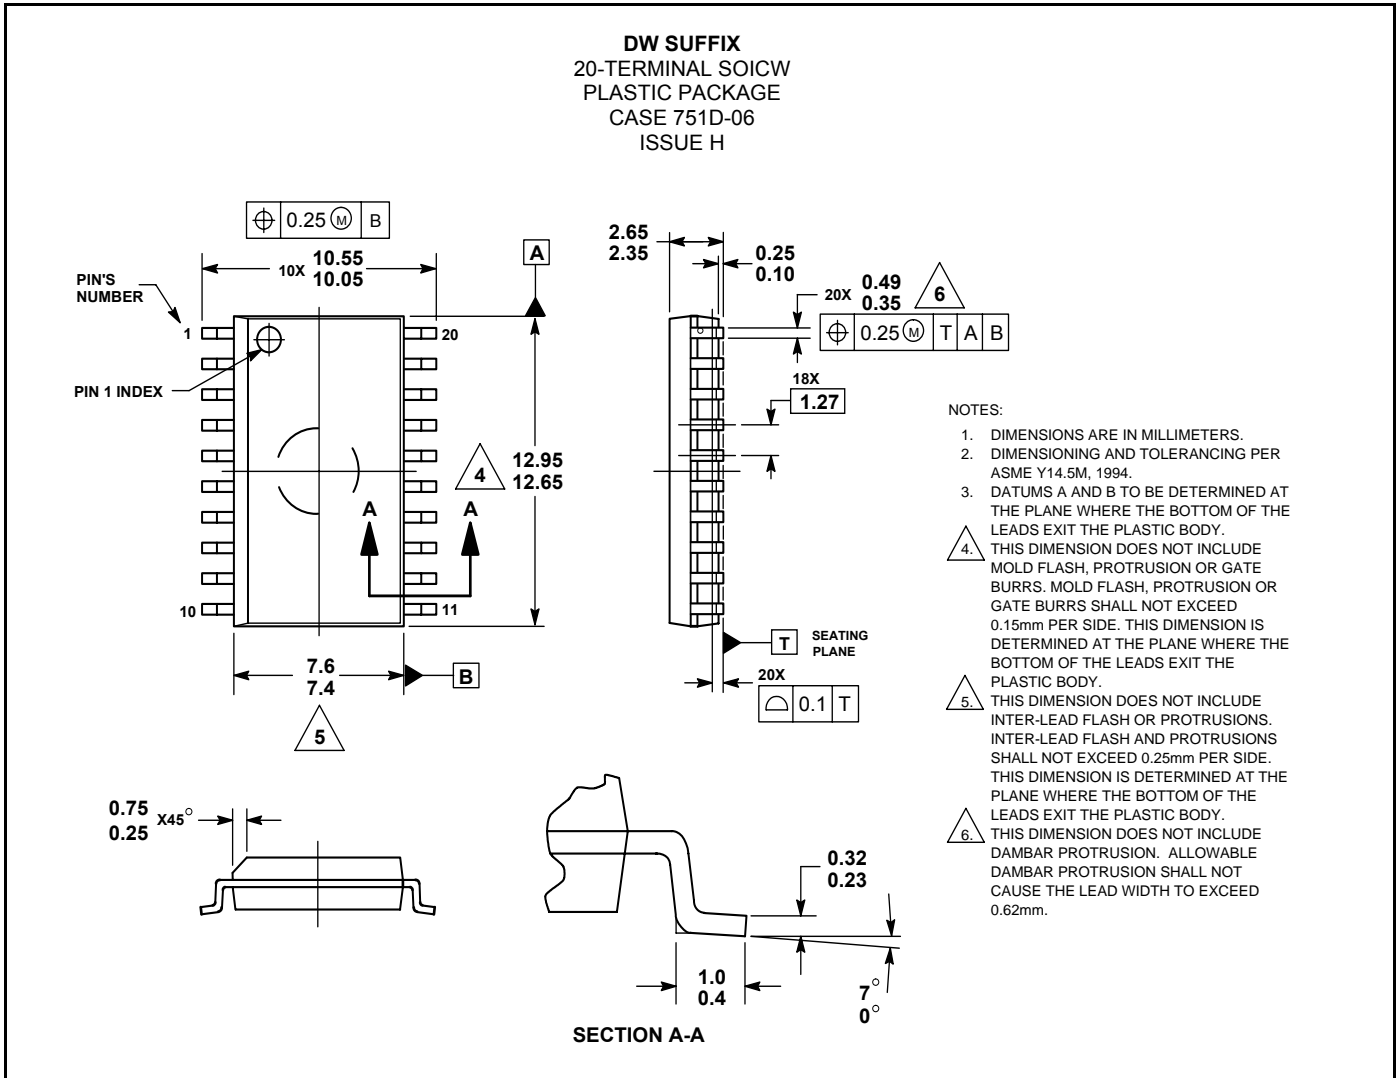 DW SUFFIX
20-TERMINAL SOICW
PLASTIC PACKAGE
CASE 751D-06
ISSUE H
⌖ 0.25 Ⓜ B
10X 10.55
10.05
A
PIN'S
NUMBER
1
20
PIN 1 INDEX
4
12.95
12.65
A A
10
11
7.6
7.4
B
5
2.65
2.35
0.25
0.10
20X 0.49
0.35
6
⌖ 0.25 Ⓜ T A B
18X
1.27
T SEATING
PLANE
20X
⌓ 0.1 T
NOTES:
1. DIMENSIONS ARE IN MILLIMETERS.
2. DIMENSIONING AND TOLERANCING PER
ASME Y14.5M, 1994.
3. DATUMS A AND B TO BE DETERMINED AT
THE PLANE WHERE THE BOTTOM OF THE
LEADS EXIT THE PLASTIC BODY.
4. THIS DIMENSION DOES NOT INCLUDE
MOLD FLASH, PROTRUSION OR GATE
BURRS. MOLD FLASH, PROTRUSION OR
GATE BURRS SHALL NOT EXCEED
0.15mm PER SIDE. THIS DIMENSION IS
DETERMINED AT THE PLANE WHERE THE
BOTTOM OF THE LEADS EXIT THE
PLASTIC BODY.
5. THIS DIMENSION DOES NOT INCLUDE
INTER-LEAD FLASH OR PROTRUSIONS.
INTER-LEAD FLASH AND PROTRUSIONS
SHALL NOT EXCEED 0.25mm PER SIDE.
THIS DIMENSION IS DETERMINED AT THE
PLANE WHERE THE BOTTOM OF THE
LEADS EXIT THE PLASTIC BODY.
6. THIS DIMENSION DOES NOT INCLUDE
DAMBAR PROTRUSION. ALLOWABLE
DAMBAR PROTRUSION SHALL NOT
CAUSE THE LEAD WIDTH TO EXCEED
0.62mm.
0.75
0.25
X45°
0.32
0.23
1.0
0.4
7°
0°
SECTION A-A